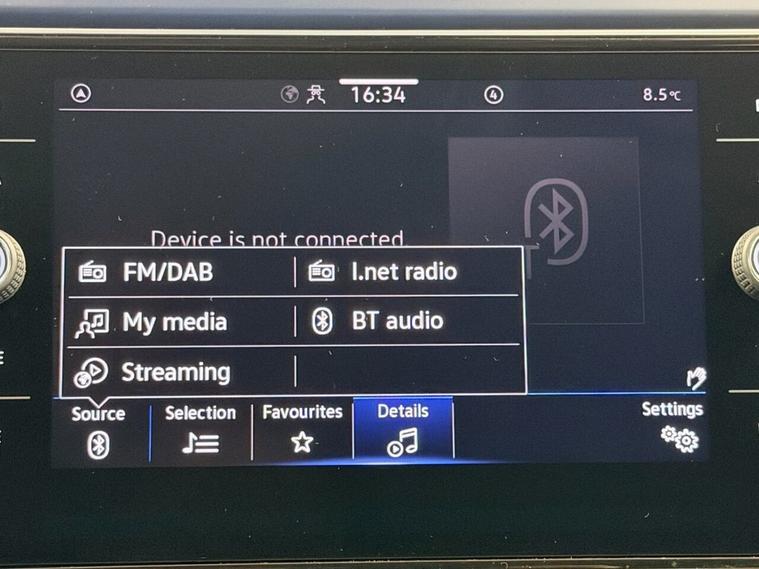 16:34
4
8.5°C
Device is not connected.
FM/DAB
I.net radio
My media
BT audio
Streaming
Source
Selection
Favourites
Details
Settings